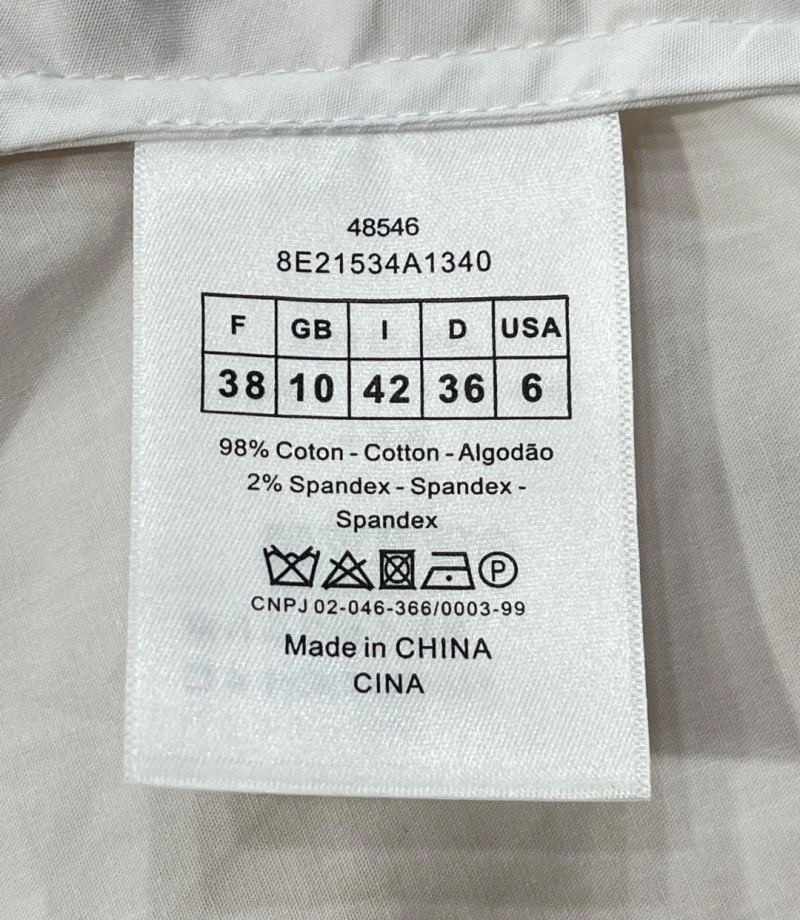 48546
8E21534A1340
F GB I D USA
38 10 42 36 6
98% Coton - Cotton - Algodão
2% Spandex - Spandex -
Spandex
P
CNPJ 02-046-366/0003-99
Made in CHINA
CINA